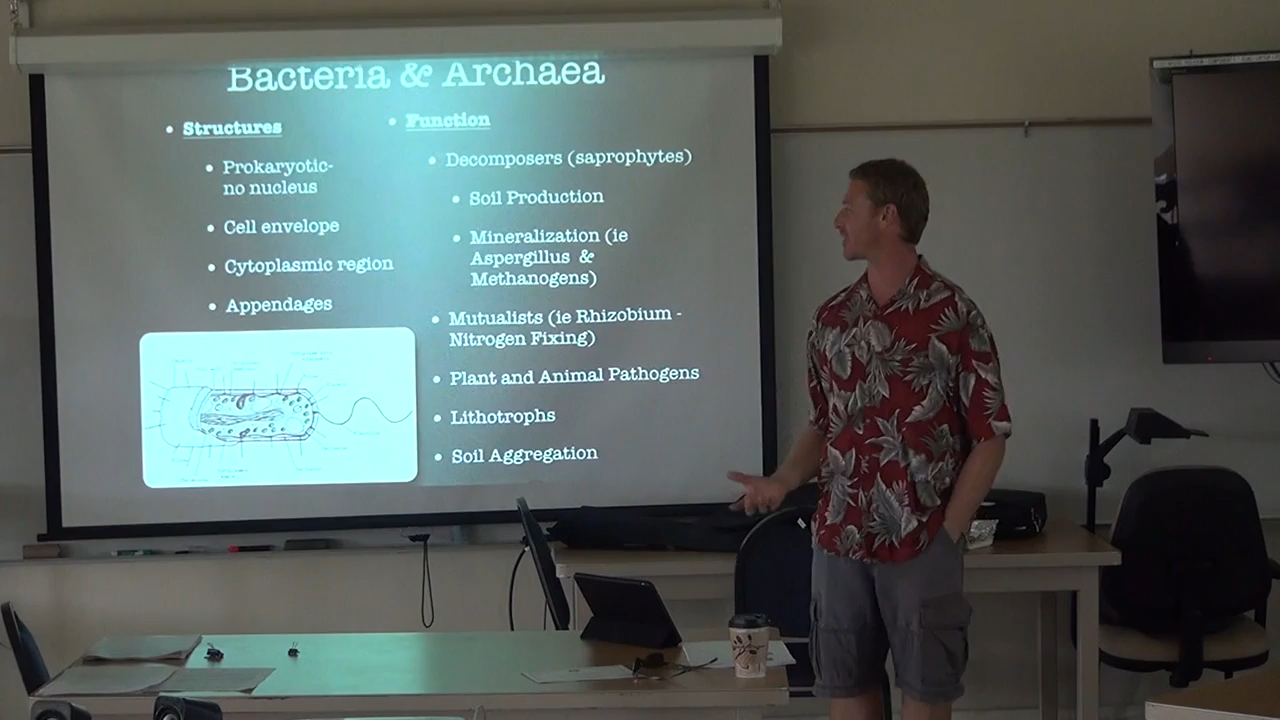 Bacteria & Archaea
• Structures
• Prokaryotic-
no nucleus
• Cell envelope
• Cytoplasmic region
• Appendages
• Function
• Decomposers (saprophytes)
• Soil Production
• Mineralization (ie
Aspergillus &
Methanogens)
• Mutualists (ie Rhizobium -
Nitrogen Fixing)
• Plant and Animal Pathogens
• Lithotrophs
• Soil Aggregation